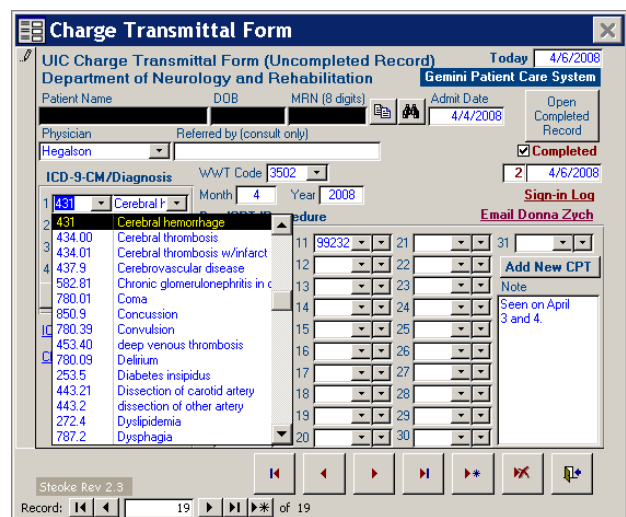 Charge Transmittal Form
UIC Charge Transmittal Form (Uncompleted Record) Today 4/6/2008
Department of Neurology and Rehabilitation Gemini Patient Care System
Patient Name DOB MRN (8 digits) Admit Date Open Completed Record
4/4/2008
Physician Referred by (consult only)
Hegalson Completed
ICD-9-CM/Diagnosis WWT Code 3502 2 4/6/2008
Month 4 Year 2008 Sign-in Log
1 431 Cerebral h
edure Email Donna Zych
431 Cerebral hemorrhage
434.00 Cerebral thrombosis
434.01 Cerebral thrombosis w/infarct
437.9 Cerebrovascular disease
582.81 Chronic glomerulonephritis in
780.01 Coma
850.9 Concussion
780.39 Convulsion
453.40 deep venous thrombosis
780.09 Delirium
253.5 Diabetes insipidus
443.21 Dissection of carotid artery
443.2 dissection of other artery
272.4 Dyslipidemia
787.2 Dysphagia
2
3
4
11 99232 21 31
12 22 Add New CPT
13 23 Note
14 24 Seen on April
15 25 3 and 4.
16 26
17 27
18 28
19 29
20 30
Steoke Rev 2.3
Record: 19 of 19